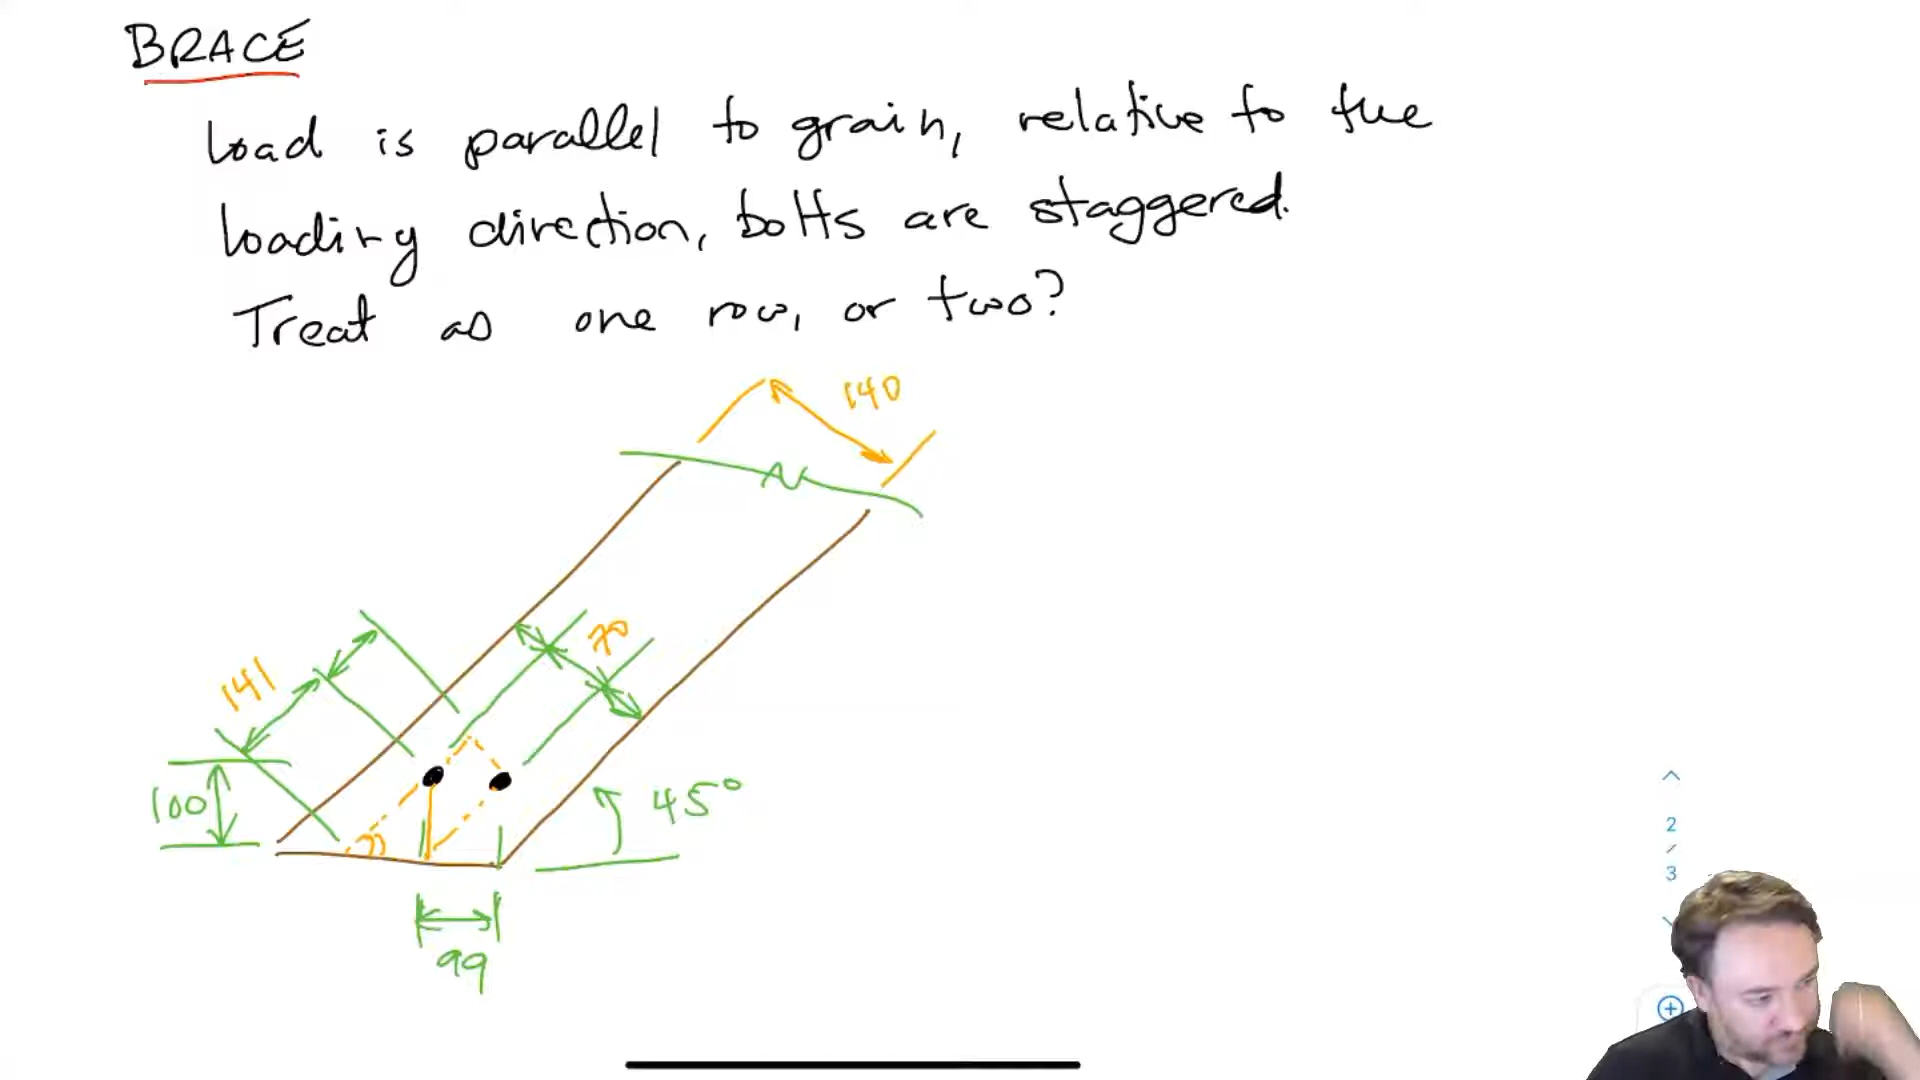 BRACE
Load is parallel to grain, relative to the
loading direction, bolts are staggered.
Treat as one row, or two?
140
70
141
100
45°
99
2
/
3